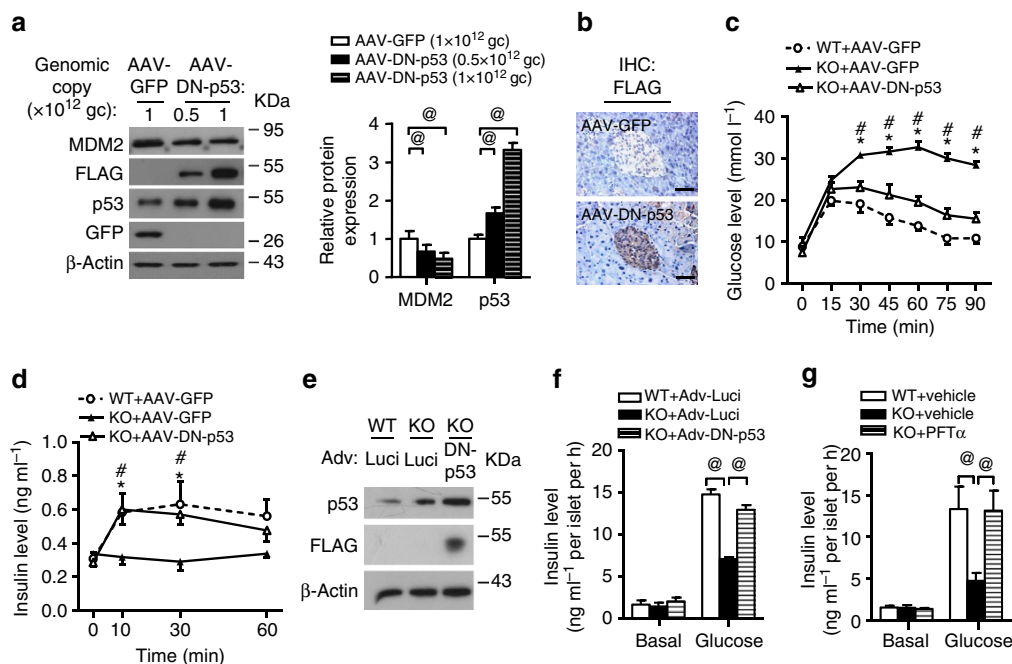 a
AAV-GFP (1×10¹² gc)
AAV-DN-p53 (0.5×10¹² gc)
AAV-DN-p53 (1×10¹² gc)
Genomic copy (×10¹² gc):
AAV-GFP
AAV-DN-p53:
1 0.5 1 KDa
MDM2 95
FLAG 55
p53 55
GFP 26
β-Actin 43
Relative protein expression
4
3
2
1
0
@ @ @ @
MDM2 p53
b
IHC:
FLAG
AAV-GFP
AAV-DN-p53
c
WT+AAV-GFP
KO+AAV-GFP
KO+AAV-DN-p53
Glucose level (mmol l⁻¹)
40
30
20
10
0
# # # # #
* * * * *
0 15 30 45 60 75 90
Time (min)
d
WT+AAV-GFP
KO+AAV-GFP
KO+AAV-DN-p53
Insulin level (ng ml⁻¹)
1.0
0.8
0.6
0.4
0.2
0.0
# #
* *
0 10 30 60
Time (min)
e
WT KO KO
Adv: Luci Luci DN-p53 KDa
p53 55
FLAG 55
β-Actin 43
f
WT+Adv-Luci
KO+Adv-Luci
KO+Adv-DN-p53
Insulin level
(ng ml⁻¹ per islet per h)
20
15
10
5
0
@ @
Basal Glucose
g
WT+vehicle
KO+vehicle
KO+PFTα
Insulin level
(ng ml⁻¹ per islet per h)
20
15
10
5
0
@ @
Basal Glucose